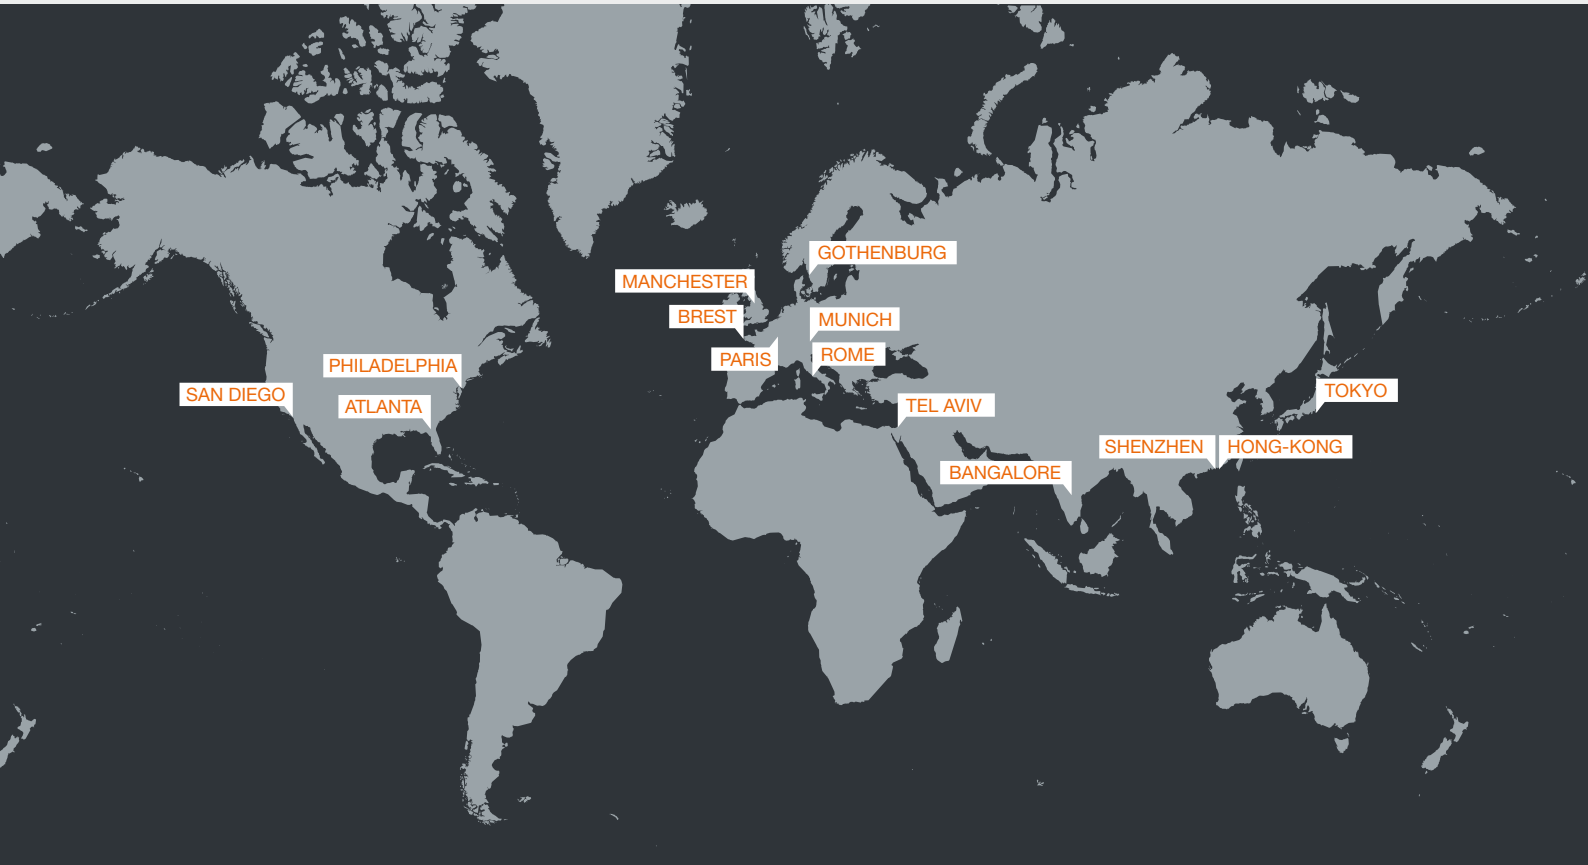 GOTHENBURG
MANCHESTER
BREST
MUNICH
PARIS
ROME
PHILADELPHIA
SAN DIEGO
ATLANTA
TEL AVIV
TOKYO
SHENZHEN
HONG-KONG
BANGALORE